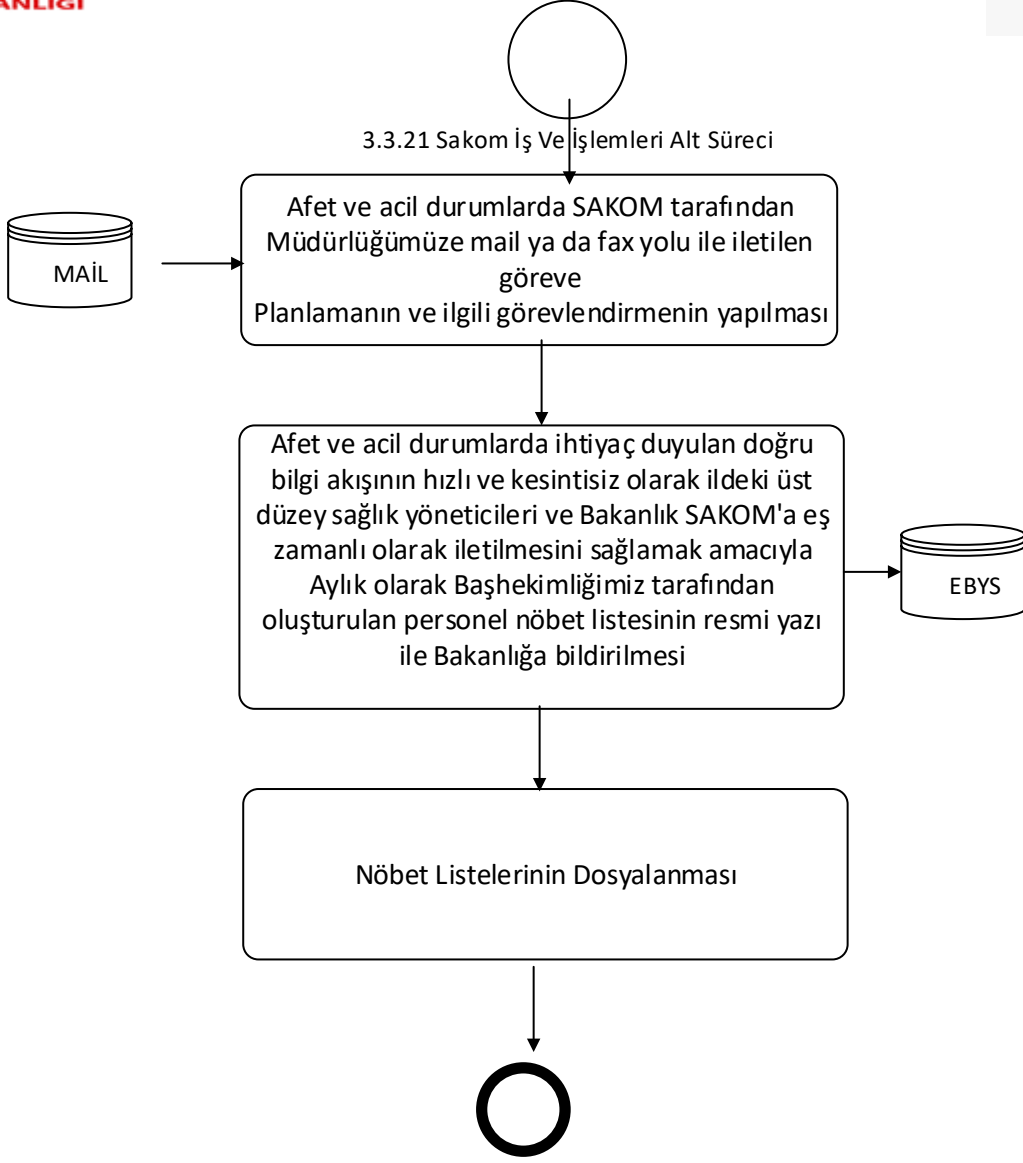 3.3.21 Sakom İş Ve İşlemleri Alt Süreci
Afet ve acil durumlarda SAKOM tarafından
Müdürlüğümüze mail ya da fax yolu ile iletilen
göreve
Planlamanın ve ilgili görevlendirmenin yapılması
MAİL
Afet ve acil durumlarda ihtiyaç duyulan doğru
bilgi akışının hızlı ve kesintisiz olarak ildeki üst
düzey sağlık yöneticileri ve Bakanlık SAKOM'a eş
zamanlı olarak iletilmesini sağlamak amacıyla
Aylık olarak Başhekimliğimiz tarafından
oluşturulan personel nöbet listesinin resmi yazı
ile Bakanlığa bildirilmesi
EBYS
Nöbet Listelerinin Dosyalanması